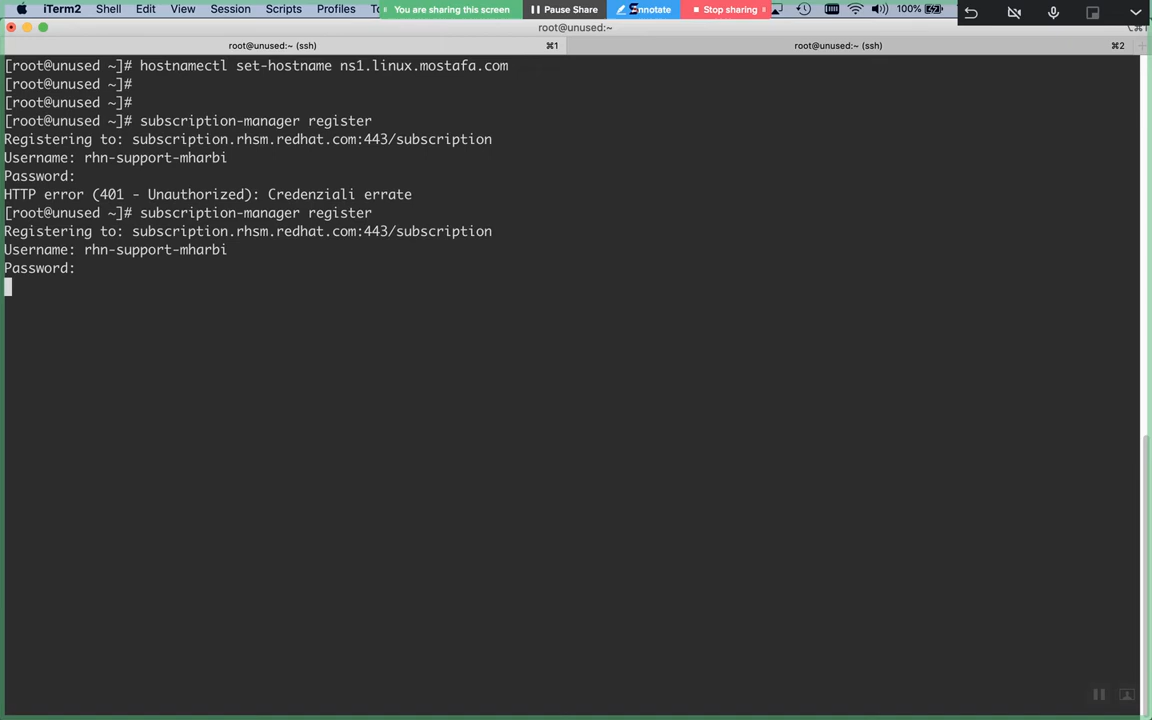 iTerm2 Shell Edit View Session Scripts Profiles You are sharing this screen Pause Share Stop sharing 100%
root@unused:~
root@unused:~ (ssh) ⌘1 root@unused:~ (ssh) ⌘2
[root@unused ~]# hostnamectl set-hostname ns1.linux.mostafa.com
[root@unused ~]#
[root@unused ~]#
[root@unused ~]# subscription-manager register
Registering to: subscription.rhsm.redhat.com:443/subscription
Username: rhn-support-mharbi
Password:
HTTP error (401 - Unauthorized): Credenziali errate
[root@unused ~]# subscription-manager register
Registering to: subscription.rhsm.redhat.com:443/subscription
Username: rhn-support-mharbi
Password: